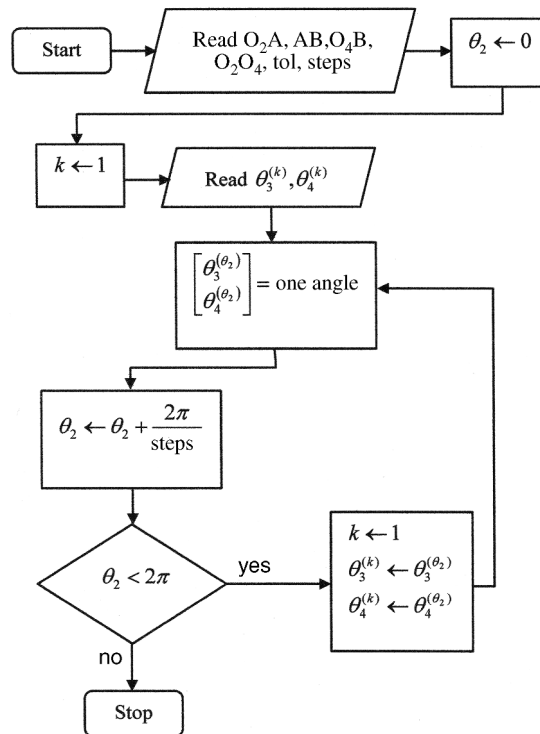 Start
Read O₂A, AB,O₄B,
O₂O₄, tol, steps
θ₂ ← 0
k ← 1
Read θ₃⁽ᵏ⁾, θ₄⁽ᵏ⁾
[θ₃^(θ₂) θ₄^(θ₂)] = one angle
θ₂ ← θ₂ + 2π/steps
θ₂ < 2π
yes
k ← 1
θ₃^(k) ← θ₃^(θ₂)
θ₄^(k) ← θ₄^(θ₂)
no
Stop